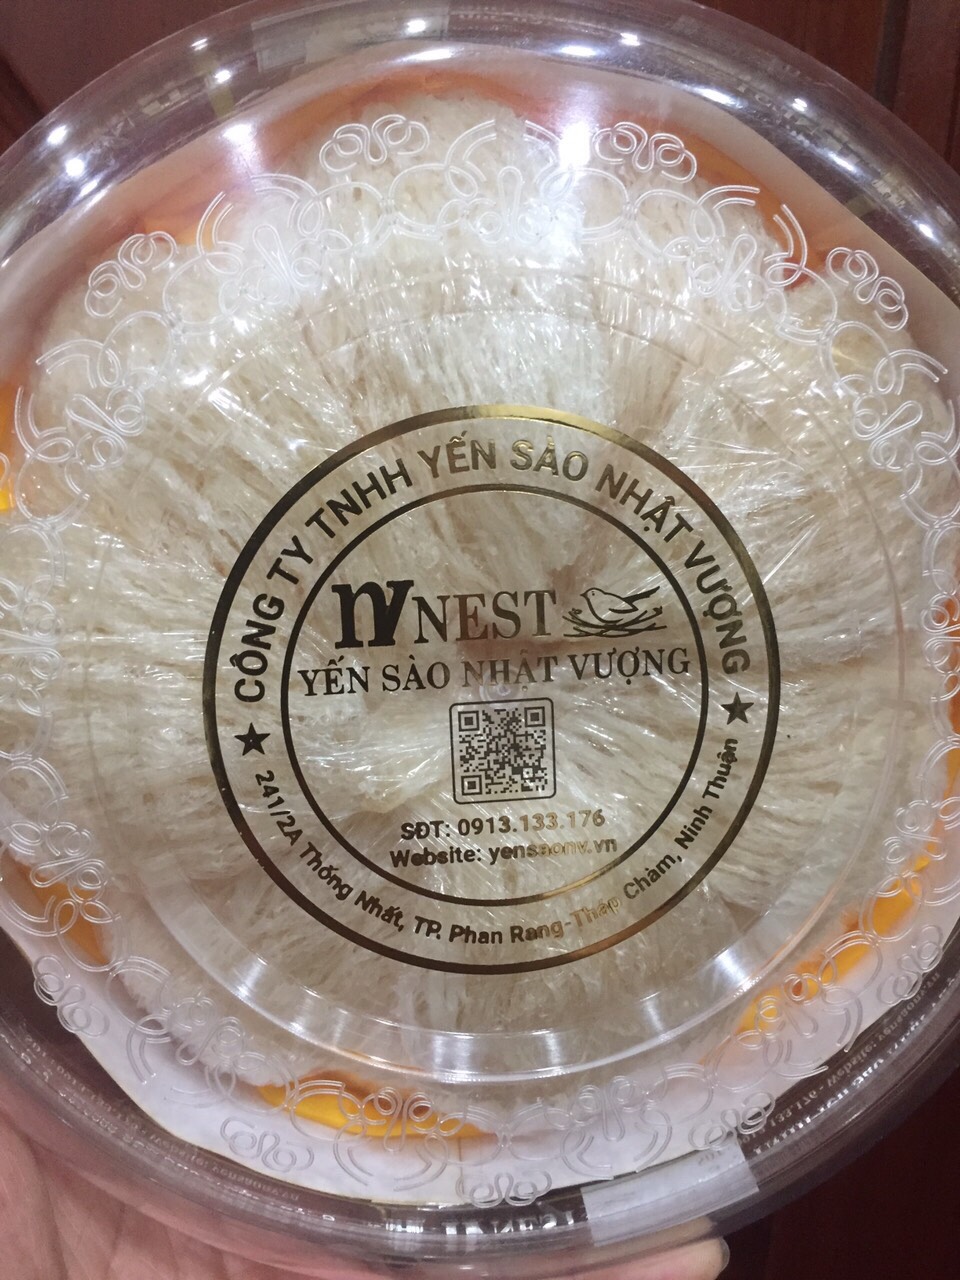 CÔNG TY TNHH YẾN SÀO NHẬT VƯỢNG
NV NEST
YẾN SÀO NHẬT VƯỢNG
SĐT: 0913.133.176
Website: yensaonv.vn
241/2A Thống Nhất, TP. Phan Rang-Tháp Chàm, Ninh Thuận